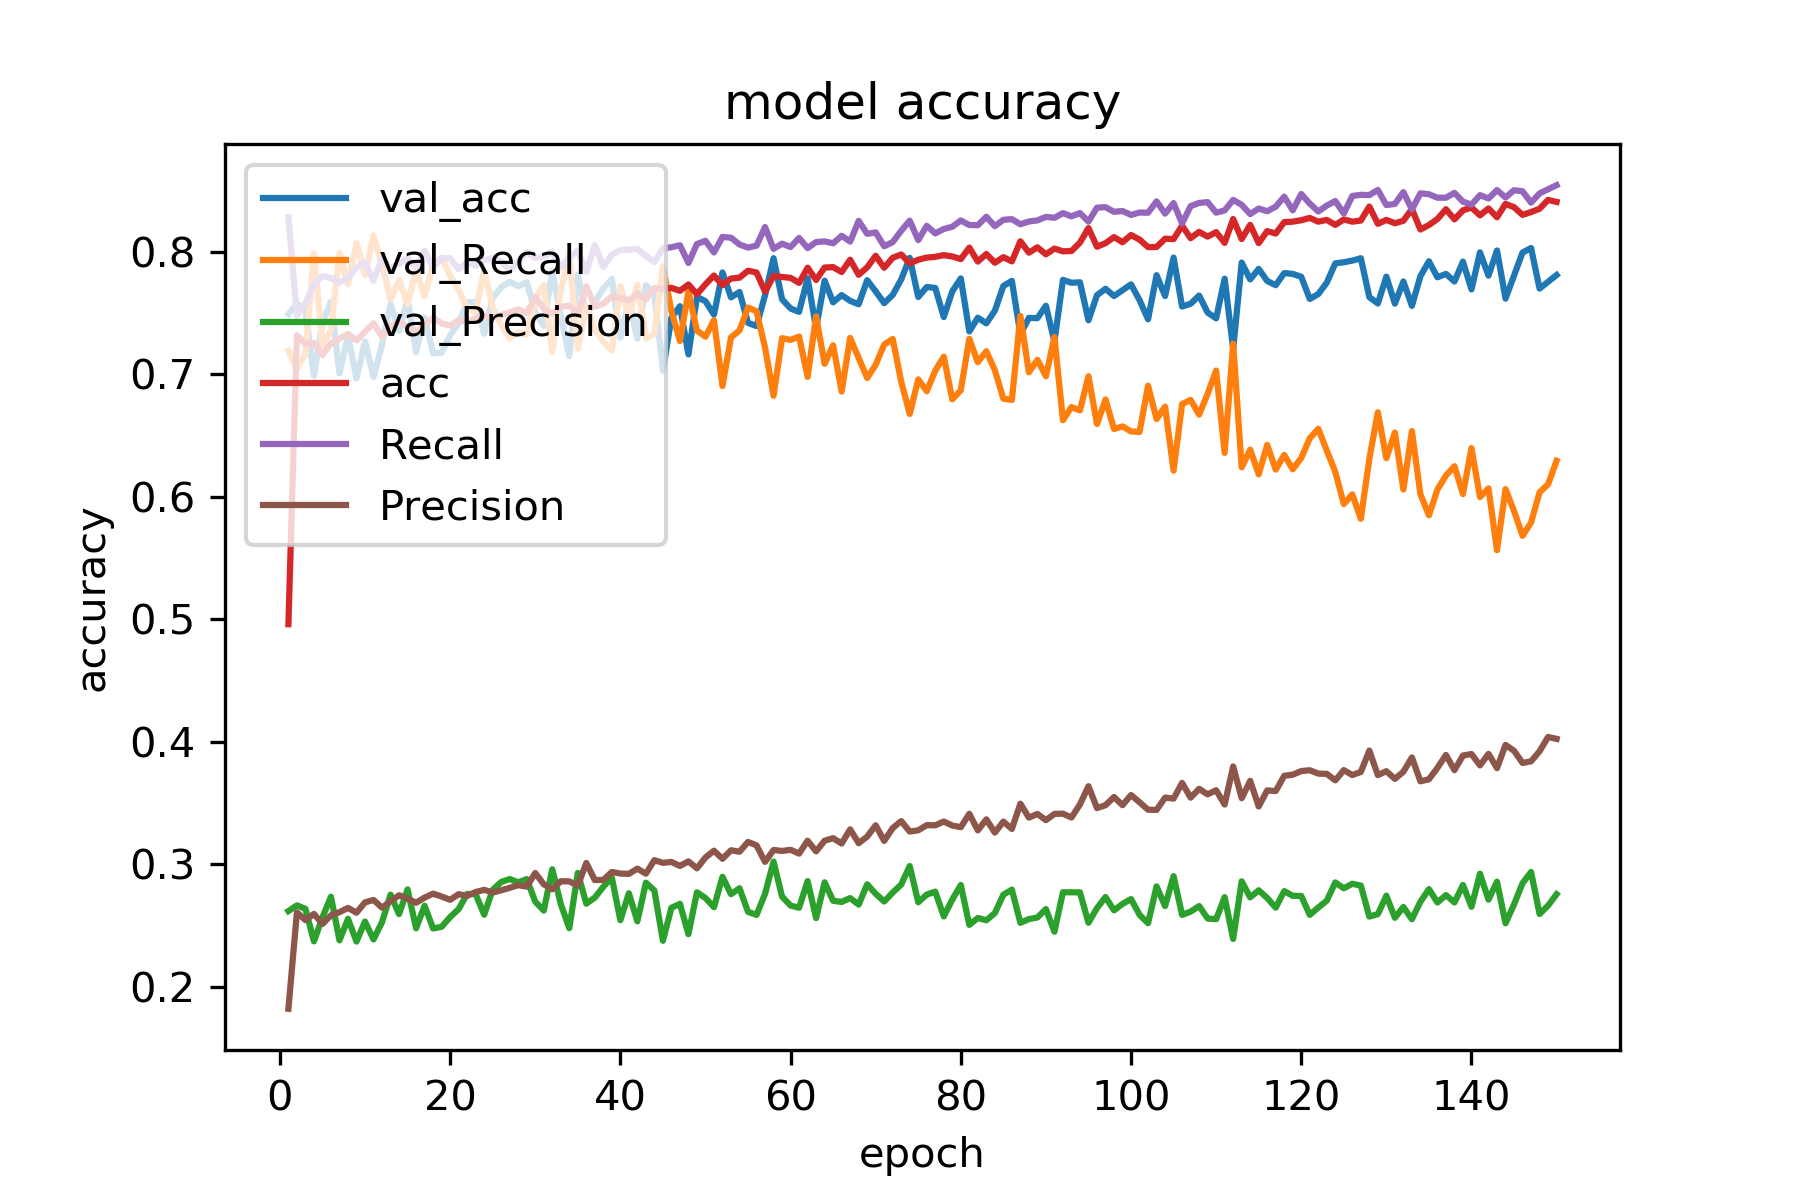 model accuracy
val_acc
val_Recall
val_Precision
acc
Recall
Precision
accuracy
0.8
0.7
0.6
0.5
0.4
0.3
0.2
0 20 40 60 80 100 120 140
epoch